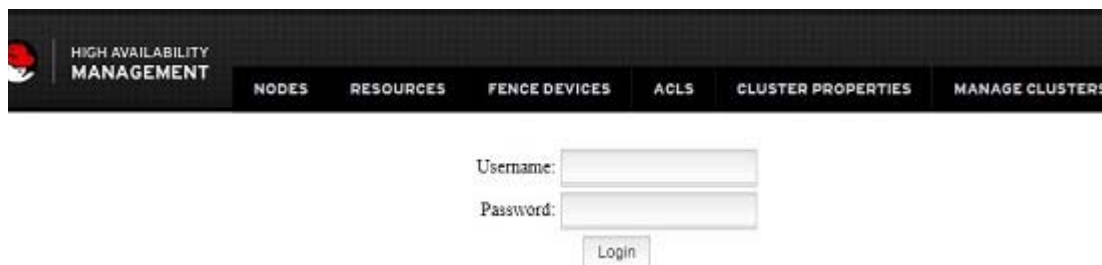 HIGH AVAILABILITY
MANAGEMENT
NODES RESOURCES FENCE DEVICES ACLS CLUSTER PROPERTIES MANAGE CLUSTERS
Username:
Password:
Login